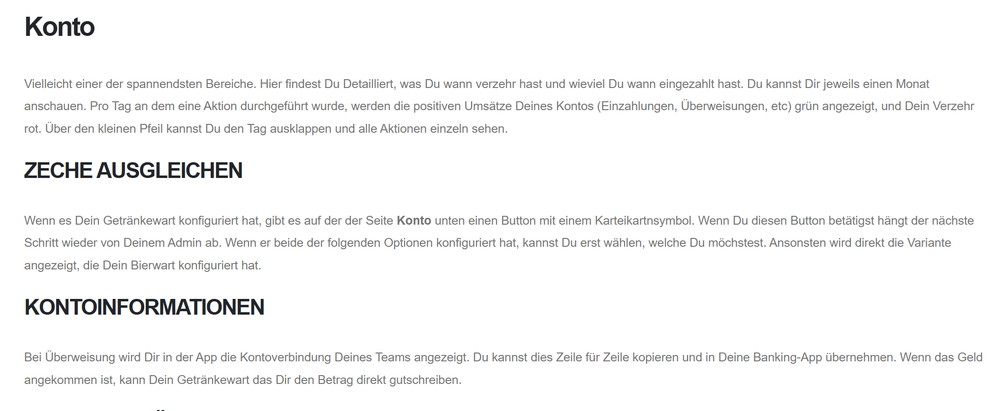 Konto
Vielleicht einer der spannendsten Bereiche. Hier findest Du Detailliert, was Du wann verzehr hast und wieviel Du wann eingezahlt hast. Du kannst Dir jeweils einen Monat
anschauen. Pro Tag an dem eine Aktion durchgeführt wurde, werden die positiven Umsätze Deines Kontos (Einzahlungen, Überweisungen, etc) grün angezeigt, und Dein Verzehr
rot. Über den kleinen Pfeil kannst Du den Tag ausklappen und alle Aktionen einzeln sehen.
ZECHE AUSGLEICHEN
Wenn es Dein Getränkewart konfiguriert hat, gibt es auf der der Seite Konto unten einen Button mit einem Karteikartnsymbol. Wenn Du diesen Button betätigst hängt der nächste
Schritt wieder von Deinem Admin ab. Wenn er beide der folgenden Optionen konfiguriert hat, kannst Du erst wählen, welche Du möchstest. Ansonsten wird direkt die Variante
angezeigt, die Dein Bierwart konfiguriert hat.
KONTOINFORMATIONEN
Bei Überweisung wird Dir in der App die Kontoverbindung Deines Teams angezeigt. Du kannst dies Zeile für Zeile kopieren und in Deine Banking-App übernehmen. Wenn das Geld
angekommen ist, kann Dein Getränkewart das Dir den Betrag direkt gutschreiben.